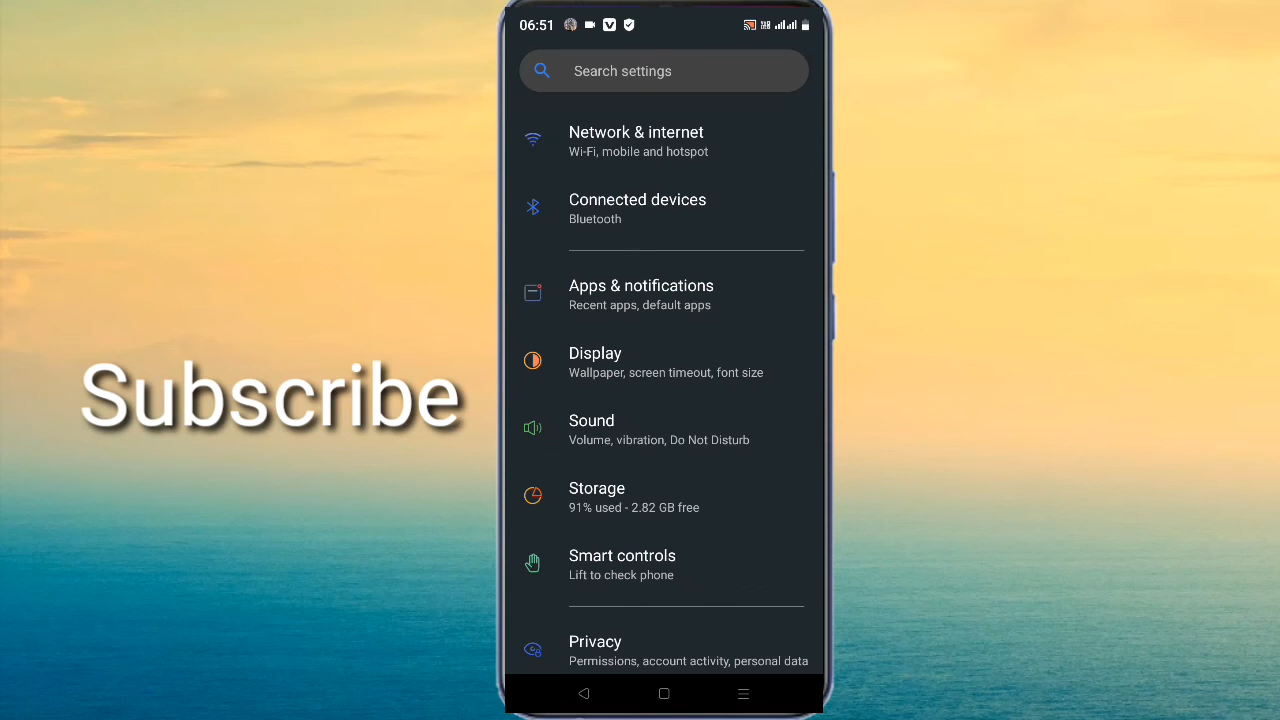 06:51
Search settings
Network & internet
Wi-Fi, mobile and hotspot
Connected devices
Bluetooth
Apps & notifications
Recent apps, default apps
Display
Wallpaper, screen timeout, font size
Subscribe
Sound
Volume, vibration, Do Not Disturb
Storage
91% used - 2.82 GB free
Smart controls
Lift to check phone
Privacy
Permissions, account activity, personal data